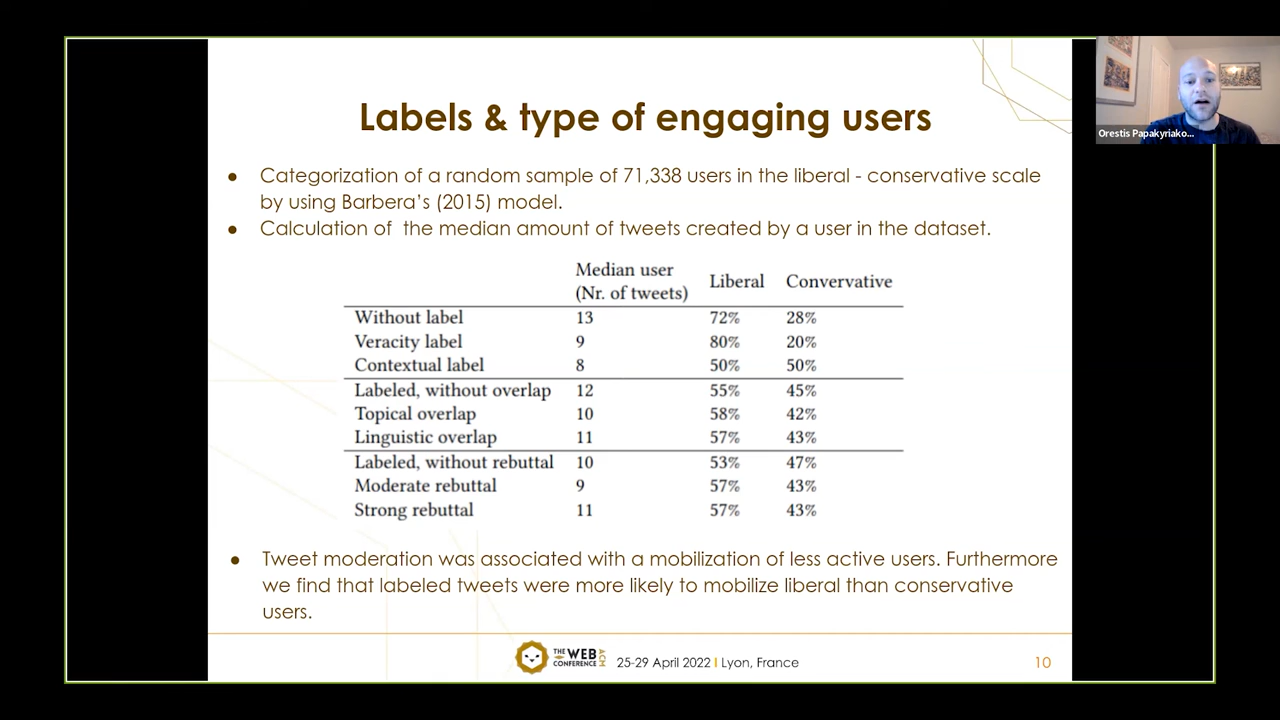 Labels & type of engaging users
Orestis Papakyriako...
● Categorization of a random sample of 71,338 users in the liberal - conservative scale
by using Barbera's (2015) model.
● Calculation of the median amount of tweets created by a user in the dataset.
Median user
(Nr. of tweets) Liberal Convervative
Without label 13 72% 28%
Veracity label 9 80% 20%
Contextual label 8 50% 50%
Labeled, without overlap 12 55% 45%
Topical overlap 10 58% 42%
Linguistic overlap 11 57% 43%
Labeled, without rebuttal 10 53% 47%
Moderate rebuttal 9 57% 43%
Strong rebuttal 11 57% 43%
● Tweet moderation was associated with a mobilization of less active users. Furthermore
we find that labeled tweets were more likely to mobilize liberal than conservative
users.
THE WEB CONFERENCE ACM
25-29 April 2022 I Lyon, France
10